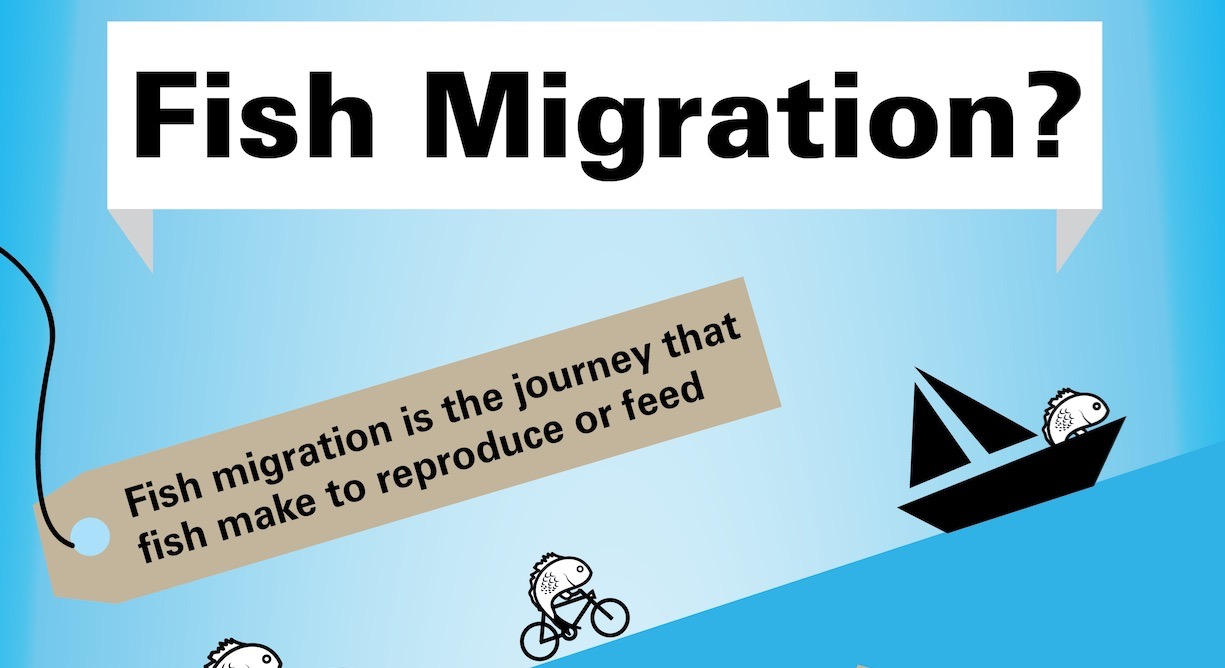 Fish Migration?
Fish migration is the journey that
fish make to reproduce or feed